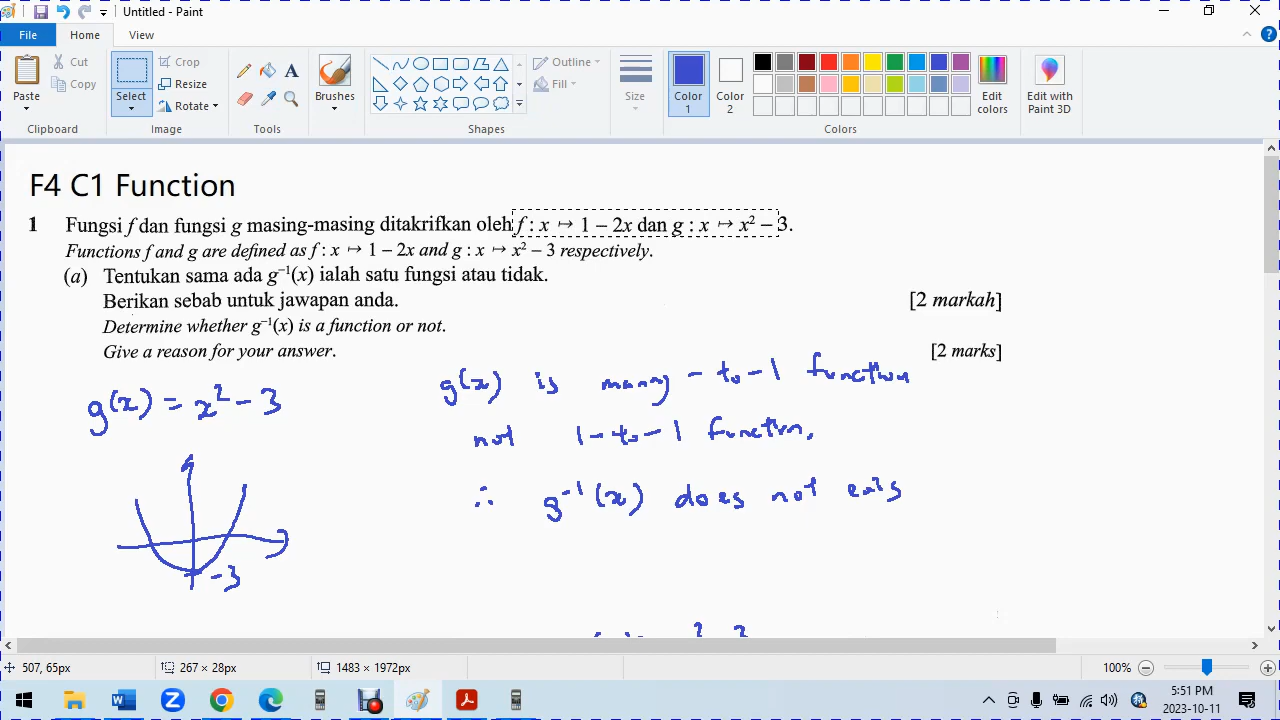 Untitled - Paint
File
Home
View
Paste
Cut
Copy
Clipboard
Select
Crop
Resize
Rotate
Image
A
Tools
Brushes
Shapes
Outline
Fill
Size
Color 1
Color 2
Colors
Edit colors
Edit with Paint 3D
F4 C1 Function
1 Fungsi f dan fungsi g masing-masing ditakrifkan oleh f : x ↦ 1 – 2x dan g : x ↦ x² – 3.
Functions f and g are defined as f : x ↦ 1 – 2x and g : x ↦ x² – 3 respectively.
(a) Tentukan sama ada g⁻¹(x) ialah satu fungsi atau tidak.
Berikan sebab untuk jawapan anda. [2 markah]
Determine whether g⁻¹(x) is a function or not.
Give a reason for your answer. [2 marks]
g(x) = x² – 3
-3
g(x) is many-to-1 function
not 1-to-1 function.
∴ g⁻¹(x) does not exis
507, 65px
267 × 28px
1483 × 1972px
100%
5:51 PM
2023-10-11